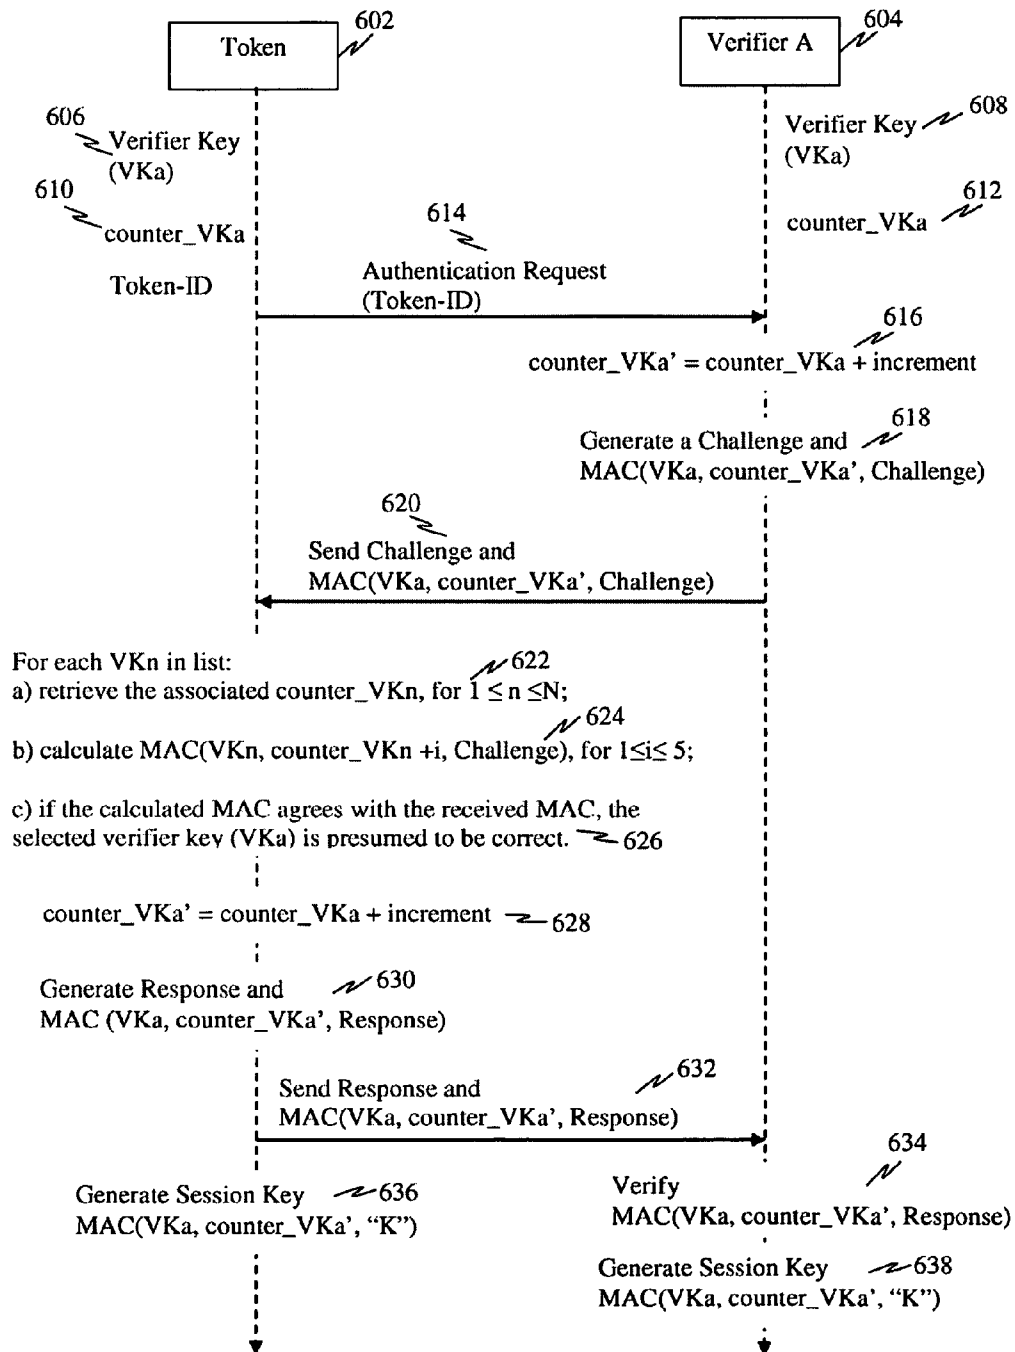 602
604
Token
Verifier A
606
608
Verifier Key
(VKa)
Verifier Key
(VKa)
610
612
counter_VKa
counter_VKa
614
Token-ID
Authentication Request
(Token-ID)
616
counter_VKa' = counter_VKa + increment
618
Generate a Challenge and
MAC(VKa, counter_VKa', Challenge)
620
Send Challenge and
MAC(VKa, counter_VKa', Challenge)
For each VKn in list:
622
a) retrieve the associated counter_VKn, for 1 ≤ n ≤N;
624
b) calculate MAC(VKn, counter_VKn +i, Challenge), for 1≤i≤ 5;
c) if the calculated MAC agrees with the received MAC, the
selected verifier key (VKa) is presumed to be correct. 626
counter_VKa' = counter_VKa + increment 628
Generate Response and 630
MAC (VKa, counter_VKa', Response)
632
Send Response and
MAC(VKa, counter_VKa', Response)
634
Generate Session Key 636
MAC(VKa, counter_VKa', “K”)
Verify
MAC(VKa, counter_VKa', Response)
Generate Session Key 638
MAC(VKa, counter_VKa', “K”)